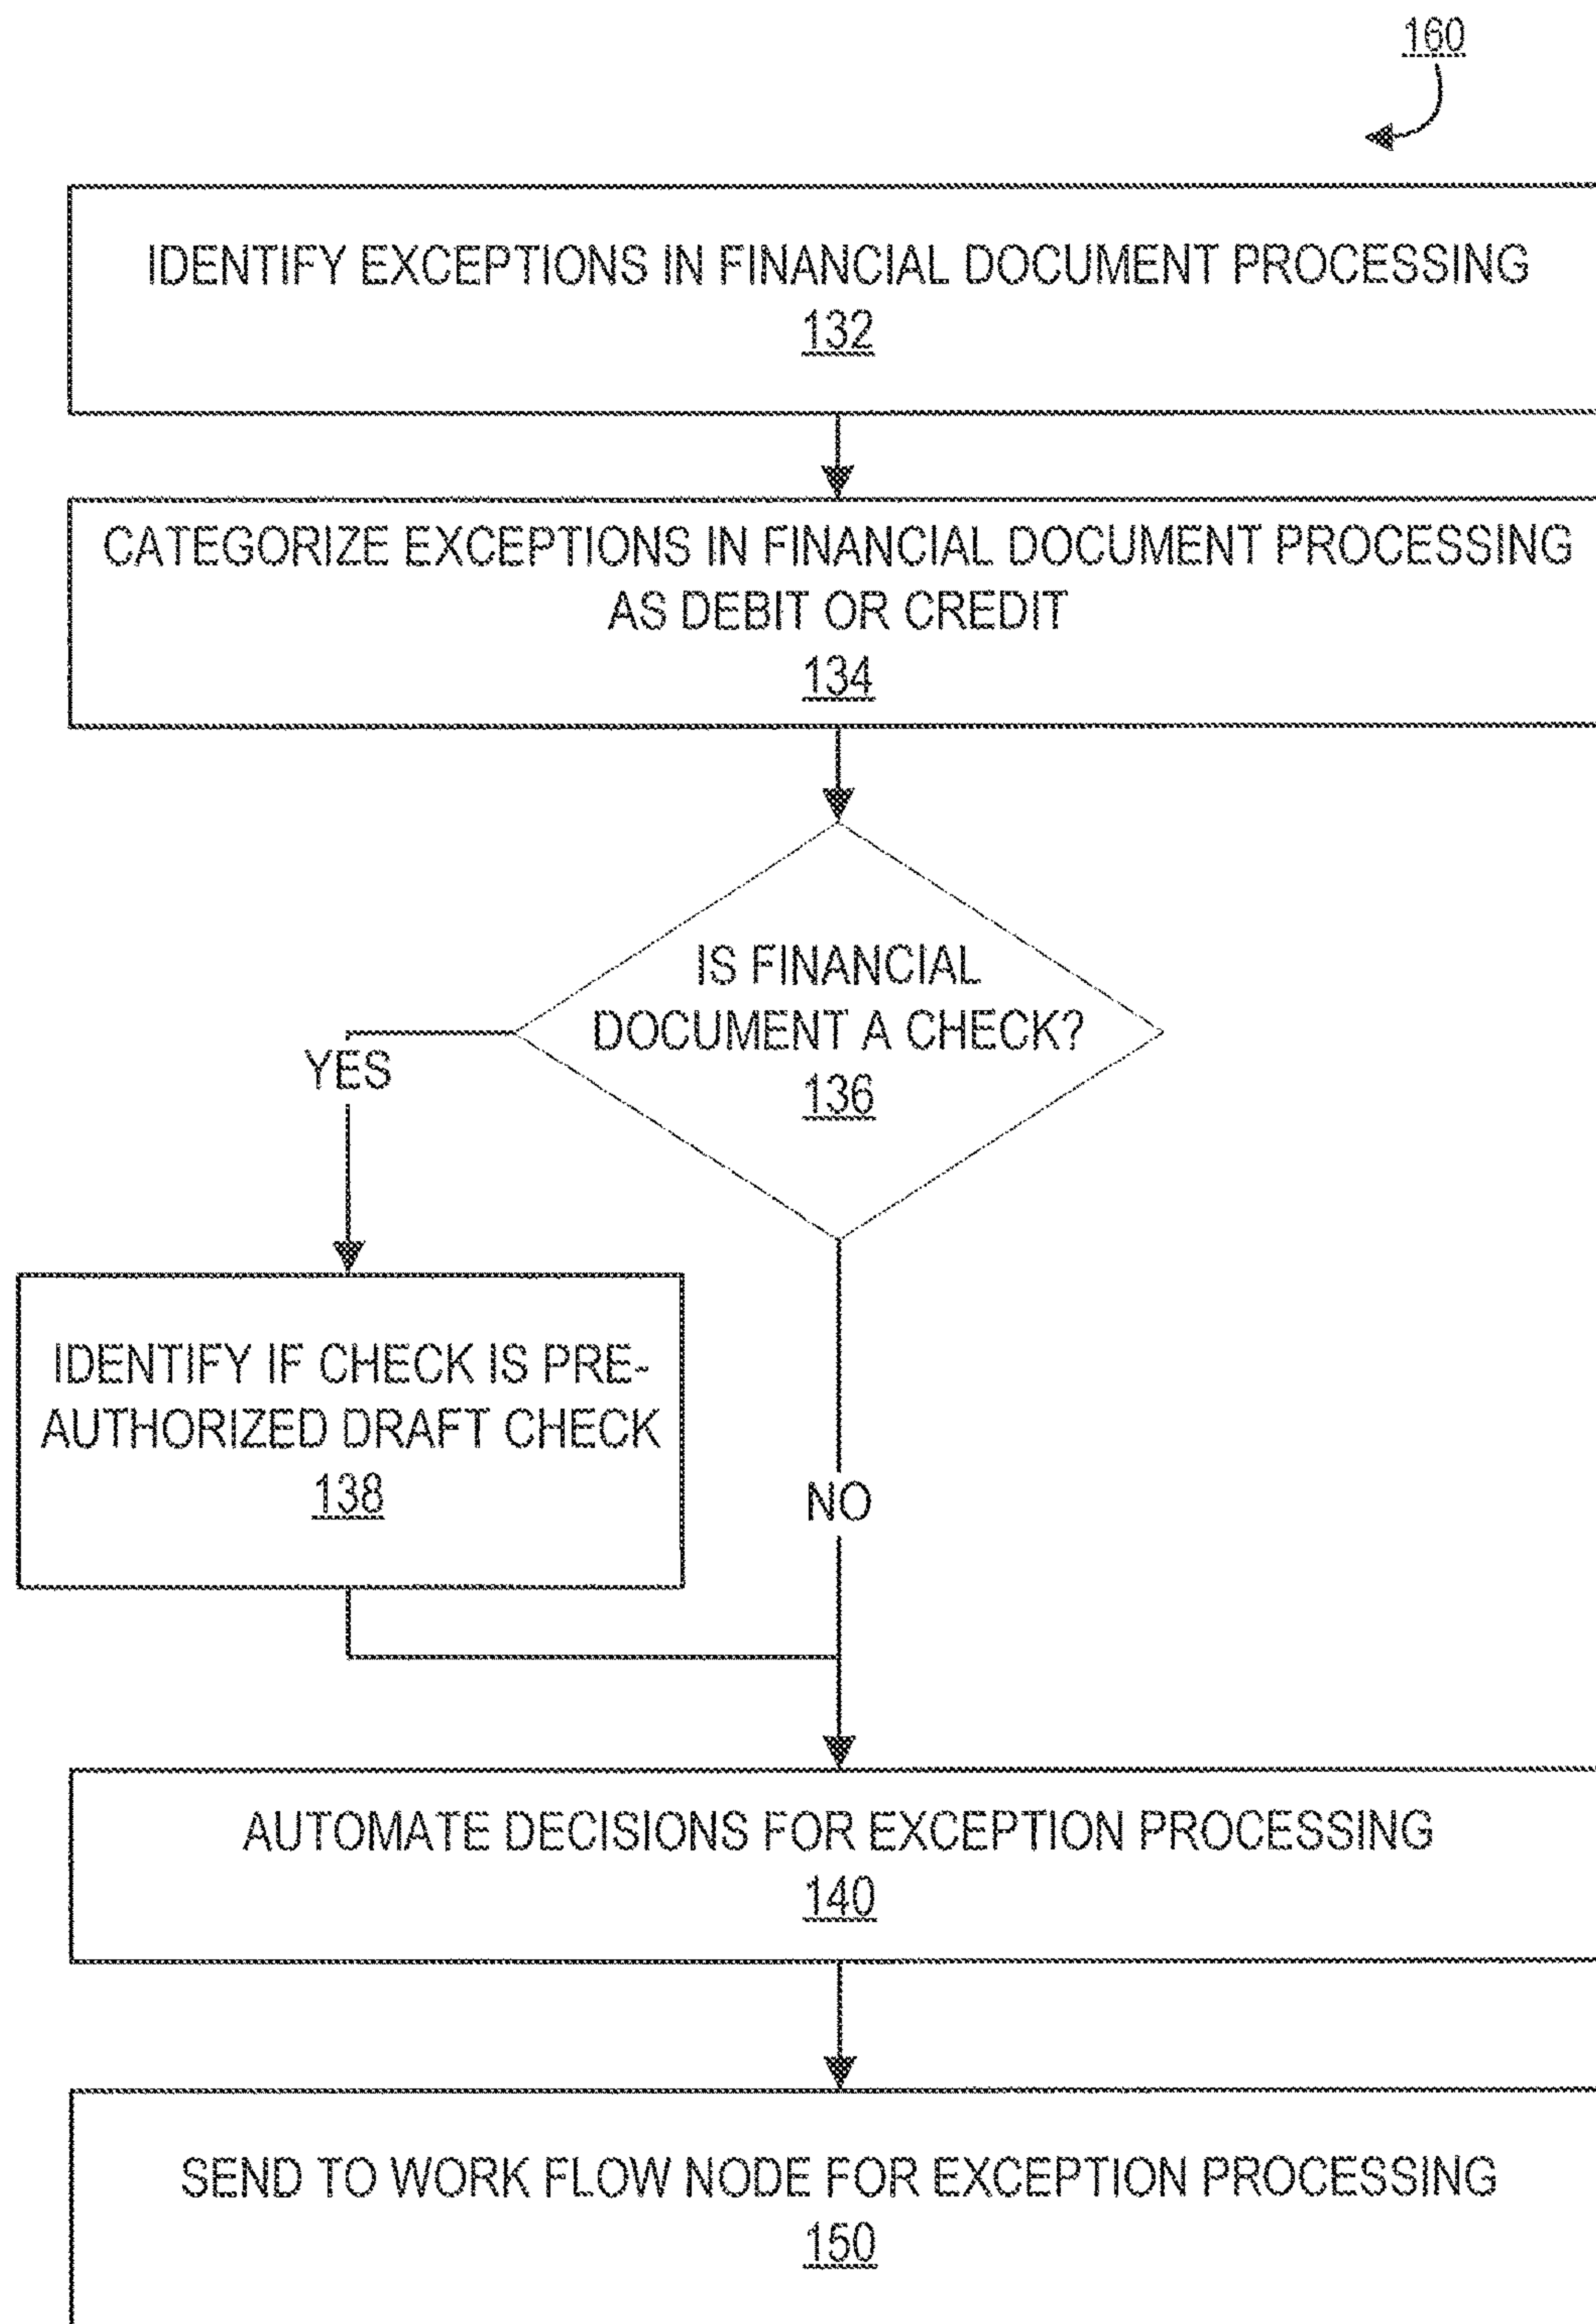 160
IDENTIFY EXCEPTIONS IN FINANCIAL DOCUMENT PROCESSING
132
CATEGORIZE EXCEPTIONS IN FINANCIAL DOCUMENT PROCESSING
AS DEBIT OR CREDIT
134
IS FINANCIAL
DOCUMENT A CHECK?
136
YES
IDENTIFY IF CHECK IS PRE-
AUTHORIZED DRAFT CHECK
138
NO
AUTOMATE DECISIONS FOR EXCEPTION PROCESSING
140
SEND TO WORK FLOW NODE FOR EXCEPTION PROCESSING
150